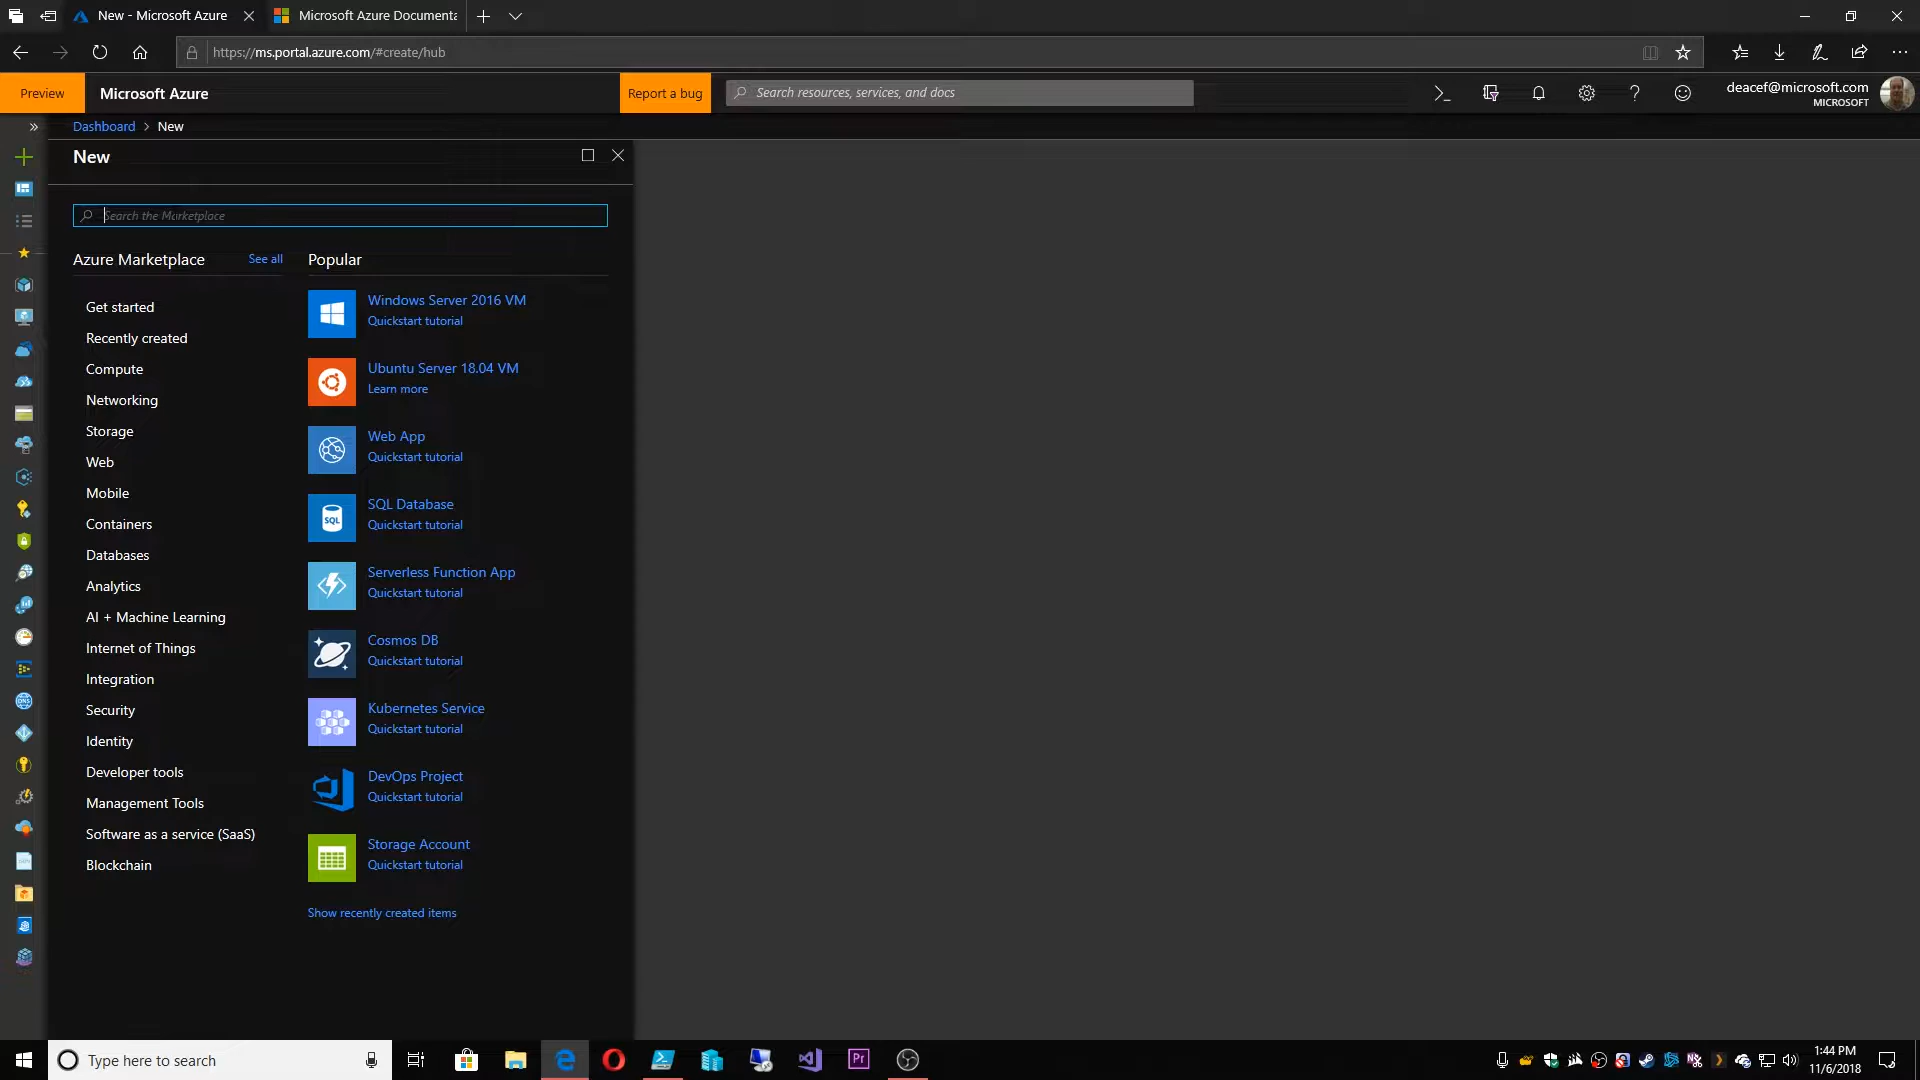 New - Microsoft Azure
Microsoft Azure Documenta
https://ms.portal.azure.com/#create/hub
Preview
Microsoft Azure
Report a bug
Search resources, services, and docs
deacef@microsoft.com
MICROSOFT
Dashboard > New
New
Search the Marketplace
Azure Marketplace
See all
Popular
Get started
Recently created
Compute
Networking
Storage
Web
Mobile
Containers
Databases
Analytics
AI + Machine Learning
Internet of Things
Integration
Security
Identity
Developer tools
Management Tools
Software as a service (SaaS)
Blockchain
Windows Server 2016 VM
Quickstart tutorial
Ubuntu Server 18.04 VM
Learn more
Web App
Quickstart tutorial
SQL
SQL Database
Quickstart tutorial
Serverless Function App
Quickstart tutorial
Cosmos DB
Quickstart tutorial
Kubernetes Service
Quickstart tutorial
DevOps Project
Quickstart tutorial
Storage Account
Quickstart tutorial
Show recently created items
DNS
Type here to search
Pr
1:44 PM
11/6/2018